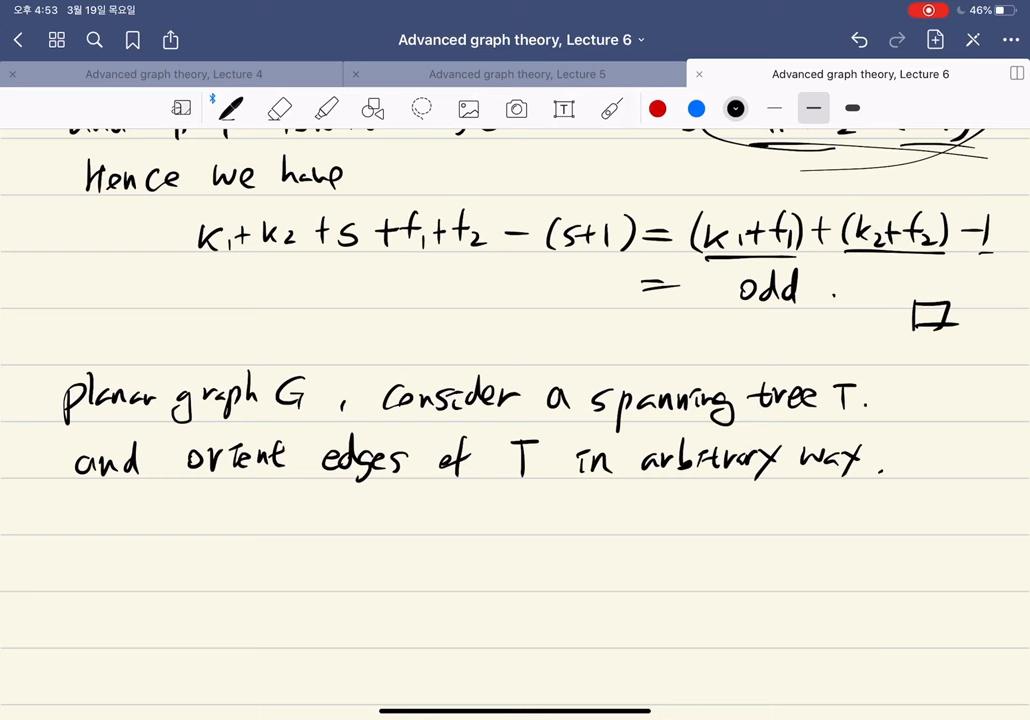 오후 4:53 3월 19일 목요일
46%
Advanced graph theory, Lecture 6
Advanced graph theory, Lecture 4
Advanced graph theory, Lecture 5
Advanced graph theory, Lecture 6
and
Hence we have
k₁+k₂+s+f₁+f₂-(s+1)=(k₁+f₁)+(k₂+f₂)-1
= odd.
□
planar graph G, consider a spanning tree T.
and orient edges of T in arbitrary way.